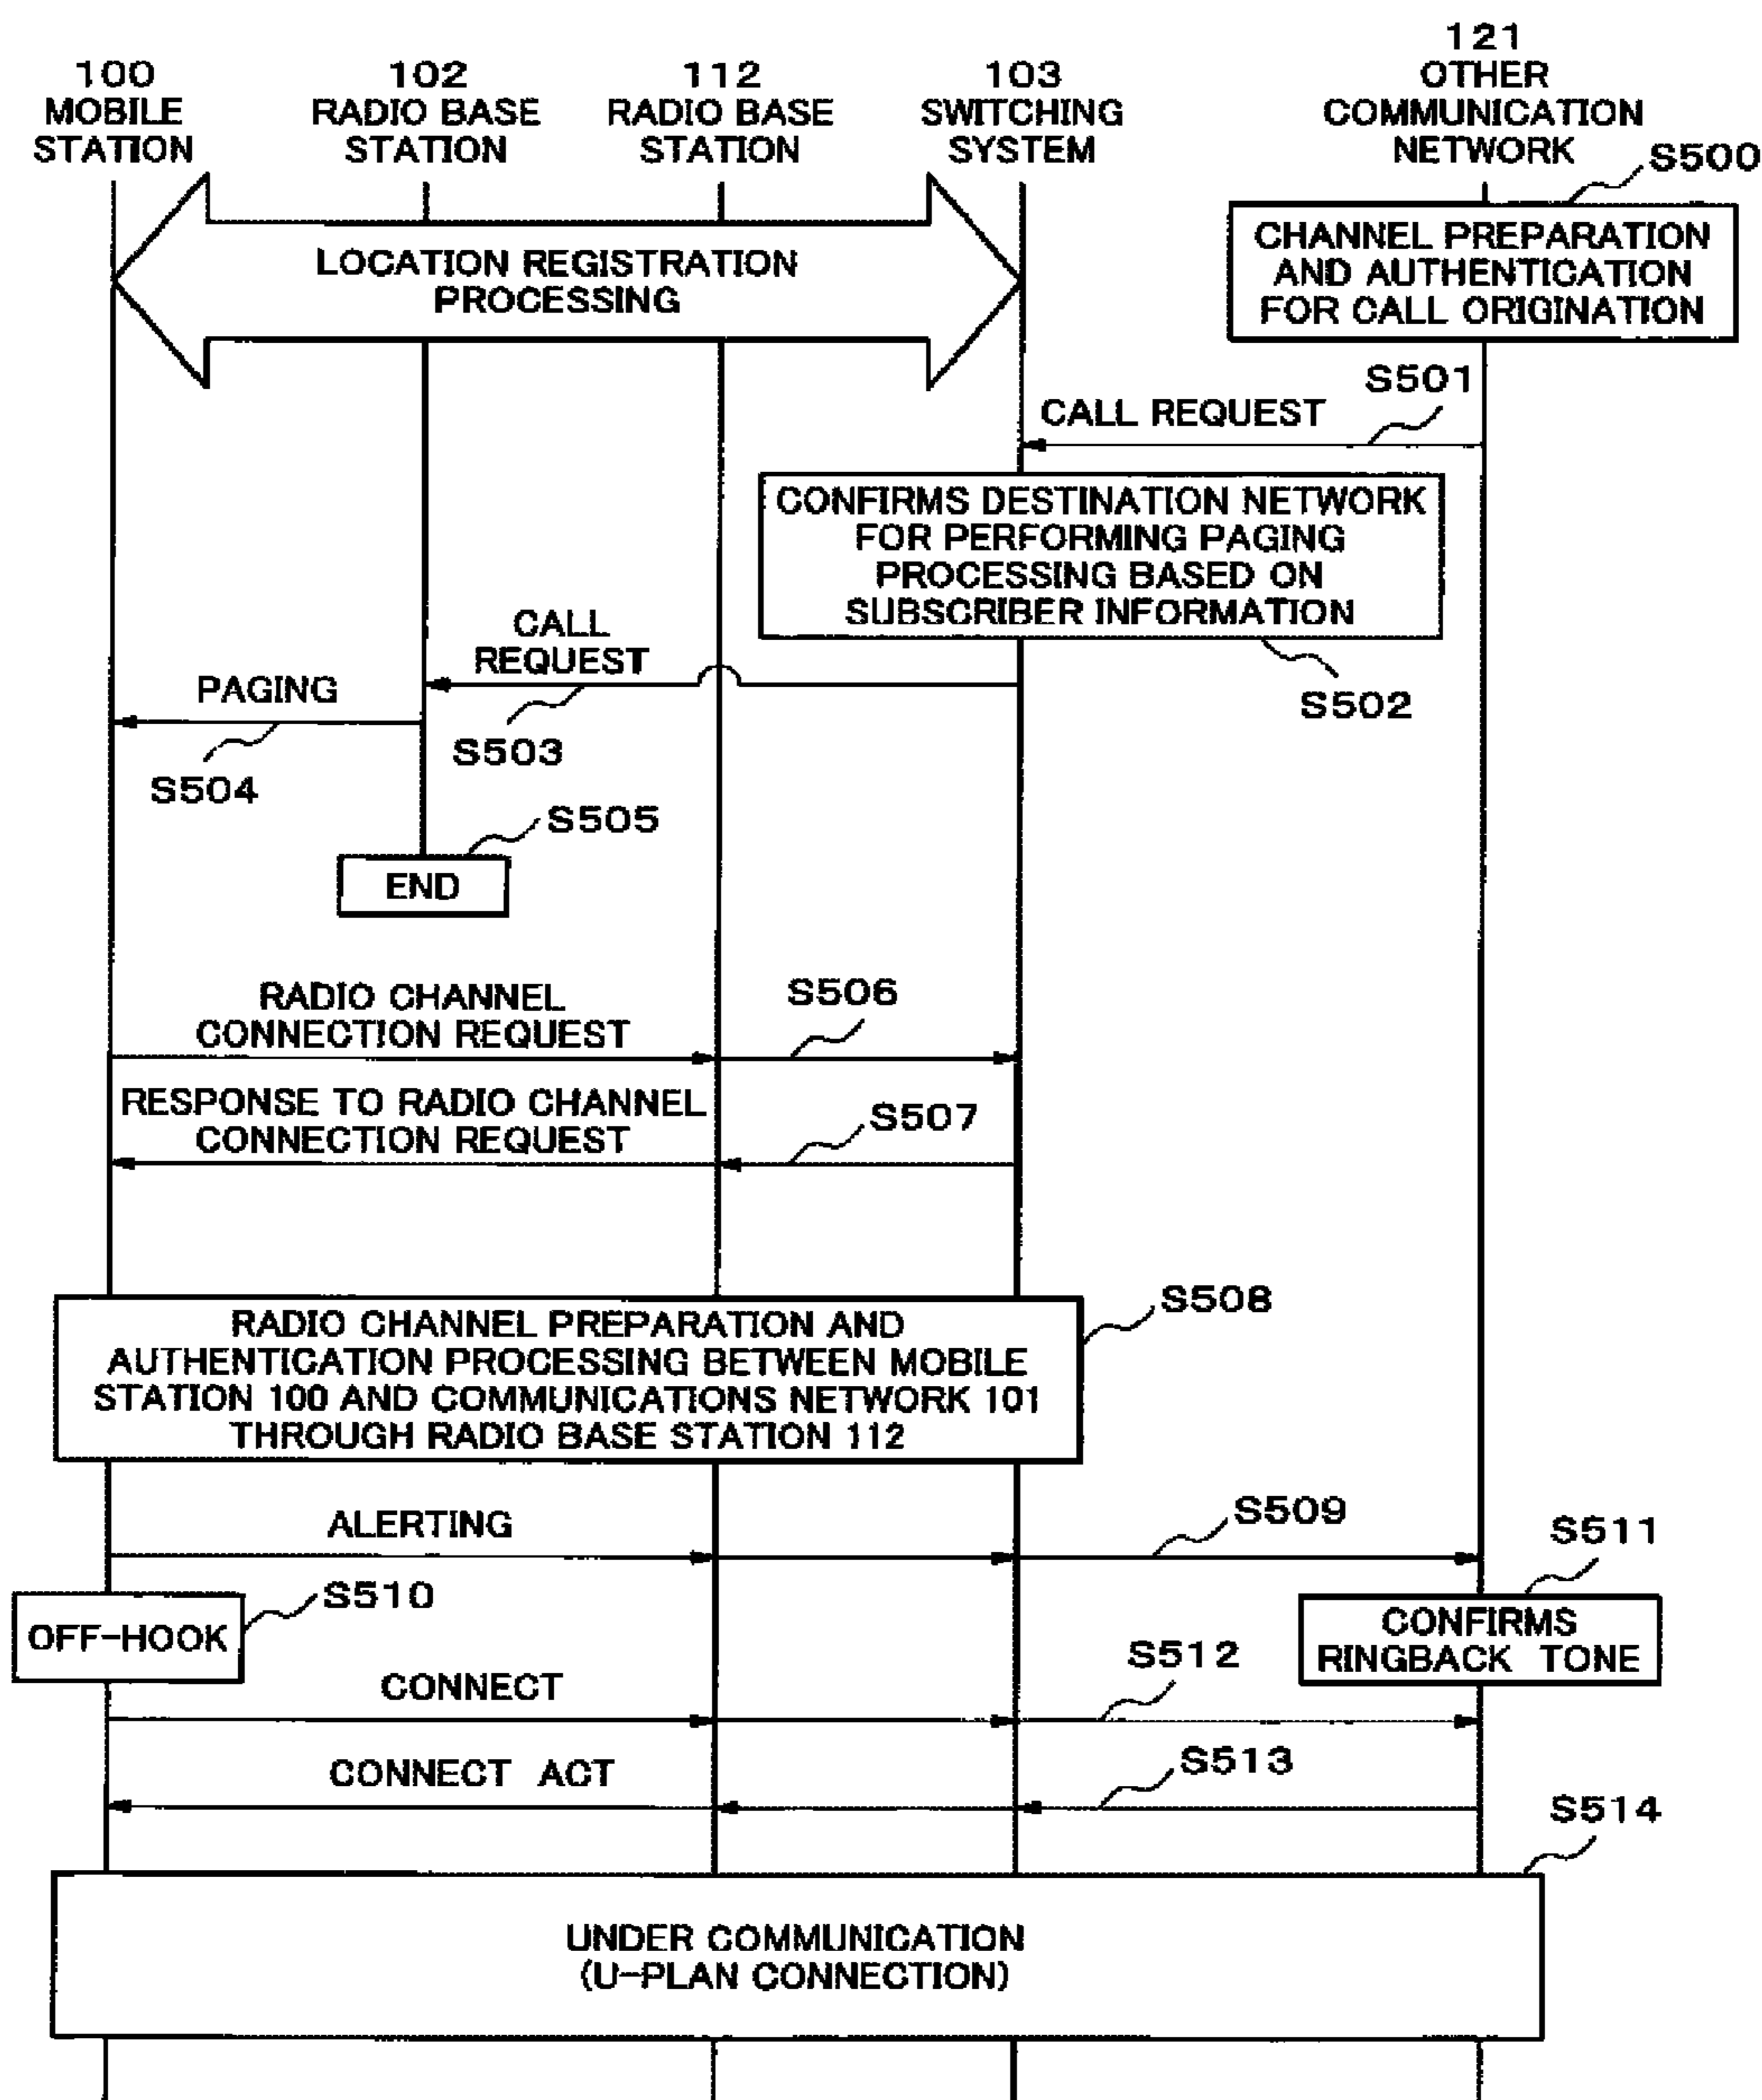 100
MOBILE
STATION
102
RADIO BASE
STATION
112
RADIO BASE
STATION
103
SWITCHING
SYSTEM
121
OTHER
COMMUNICATION
NETWORK
S500
CHANNEL PREPARATION
AND AUTHENTICATION
FOR CALL ORIGINATION
LOCATION REGISTRATION
PROCESSING
S501
CALL REQUEST
CONFIRMS DESTINATION NETWORK
FOR PERFORMING PAGING
PROCESSING BASED ON
SUBSCRIBER INFORMATION
S502
CALL
REQUEST
S503
PAGING
S504
S505
END
RADIO CHANNEL
CONNECTION REQUEST
S506
RESPONSE TO RADIO CHANNEL
CONNECTION REQUEST
S507
S508
RADIO CHANNEL PREPARATION AND
AUTHENTICATION PROCESSING BETWEEN MOBILE
STATION 100 AND COMMUNICATIONS NETWORK 101
THROUGH RADIO BASE STATION 112
ALERTING
S509
S510
OFF-HOOK
S511
CONFIRMS
RINGBACK TONE
CONNECT
S512
CONNECT ACT
S513
S514
UNDER COMMUNICATION
(U-PLAN CONNECTION)